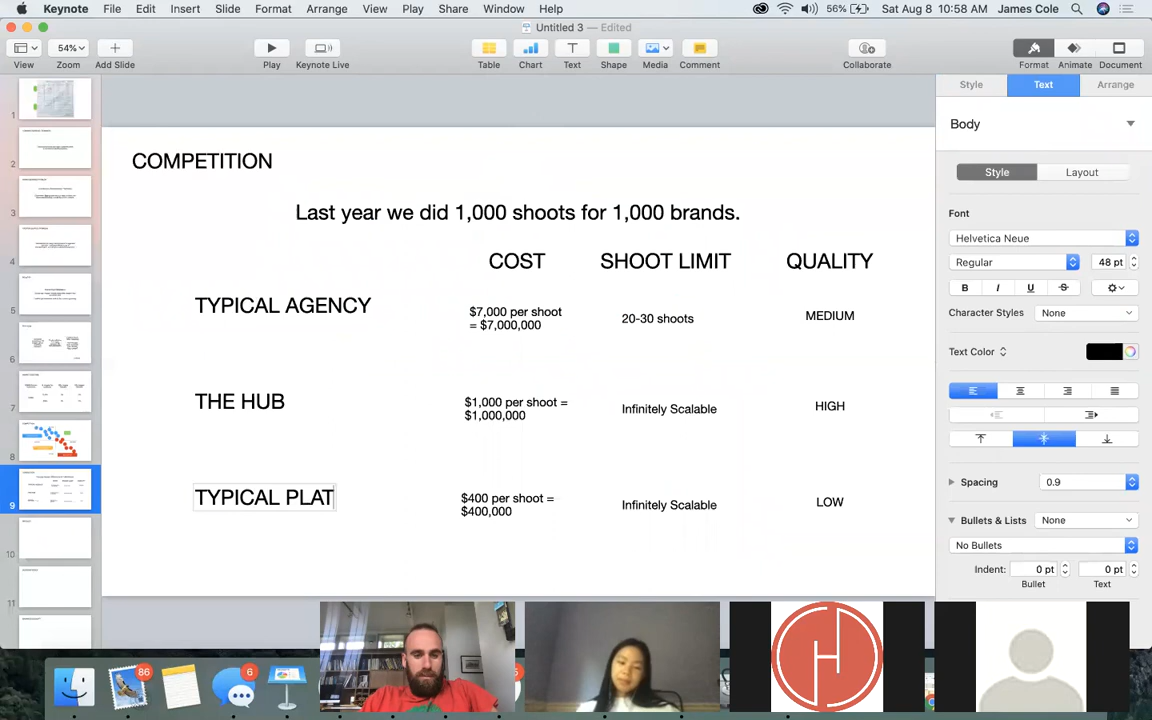 Keynote File Edit Insert Slide Format Arrange View Play Share Window Help 56% Sat Aug 8 10:58 AM James Cole
Untitled 3 — Edited
54%
View Zoom Add Slide Play Keynote Live Table Chart Text Shape Media Comment Collaborate Format Animate Document
Style Text Arrange
Body
Style Layout
Font
Helvetica Neue
Regular 48 pt
B I U S
Character Styles None
Text Color
Spacing 0.9
Bullets & Lists None
No Bullets
Indent: 0 pt 0 pt
Bullet Text
1
2
3
4
5
6
7
8
9
10
11
COMPETITION
Last year we did 1,000 shoots for 1,000 brands.
COST SHOOT LIMIT QUALITY
TYPICAL AGENCY
$7,000 per shoot
= $7,000,000
20-30 shoots
MEDIUM
THE HUB
$1,000 per shoot =
$1,000,000
Infinitely Scalable
HIGH
TYPICAL PLAT
$400 per shoot =
$400,000
Infinitely Scalable
LOW
86
6
H